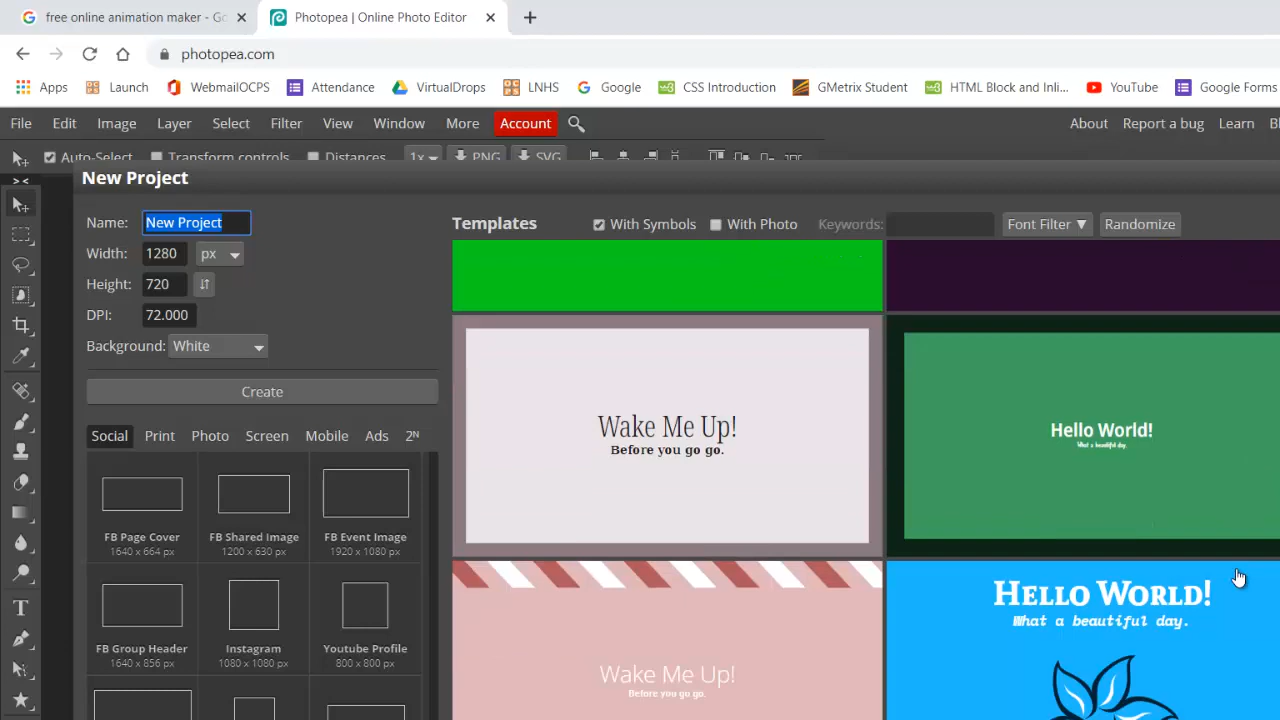 free online animation maker - Go
Photopea | Online Photo Editor
photopea.com
Apps Launch WebmailOCPS Attendance VirtualDrop LNHS Google CSS Introduction GMetrix Student HTML Block and Inli... YouTube Google Forms
File Edit Image Layer Select Filter View Window More Account About Report a bug Learn Bl
Auto-Select Transform controls Distances 1x PNG SVG
New Project
Name: New Project
Width: 1280 px
Height: 720
DPI: 72.000
Background: White
Create
Social Print Photo Screen Mobile Ads 2ᴺ
FB Page Cover FB Shared Image FB Event Image
1640 x 664 px 1200 x 630 px 1920 x 1080 px
FB Group Header Instagram Youtube Profile
1640 x 856 px 1080 x 1080 px 800 x 800 px
Templates With Symbols With Photo Keywords: Font Filter ▼ Randomize
Wake Me Up!
Before you go go.
Hello World!
What a beautiful day.
Wake Me Up!
Before you go go.
Hello World!
What a beautiful day.